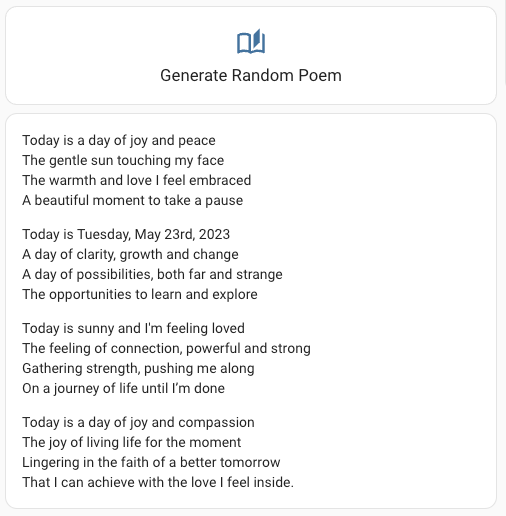 Generate Random Poem
Today is a day of joy and peace
The gentle sun touching my face
The warmth and love I feel embraced
A beautiful moment to take a pause
Today is Tuesday, May 23rd, 2023
A day of clarity, growth and change
A day of possibilities, both far and strange
The opportunities to learn and explore
Today is sunny and I'm feeling loved
The feeling of connection, powerful and strong
Gathering strength, pushing me along
On a journey of life until I’m done
Today is a day of joy and compassion
The joy of living life for the moment
Lingering in the faith of a better tomorrow
That I can achieve with the love I feel inside.